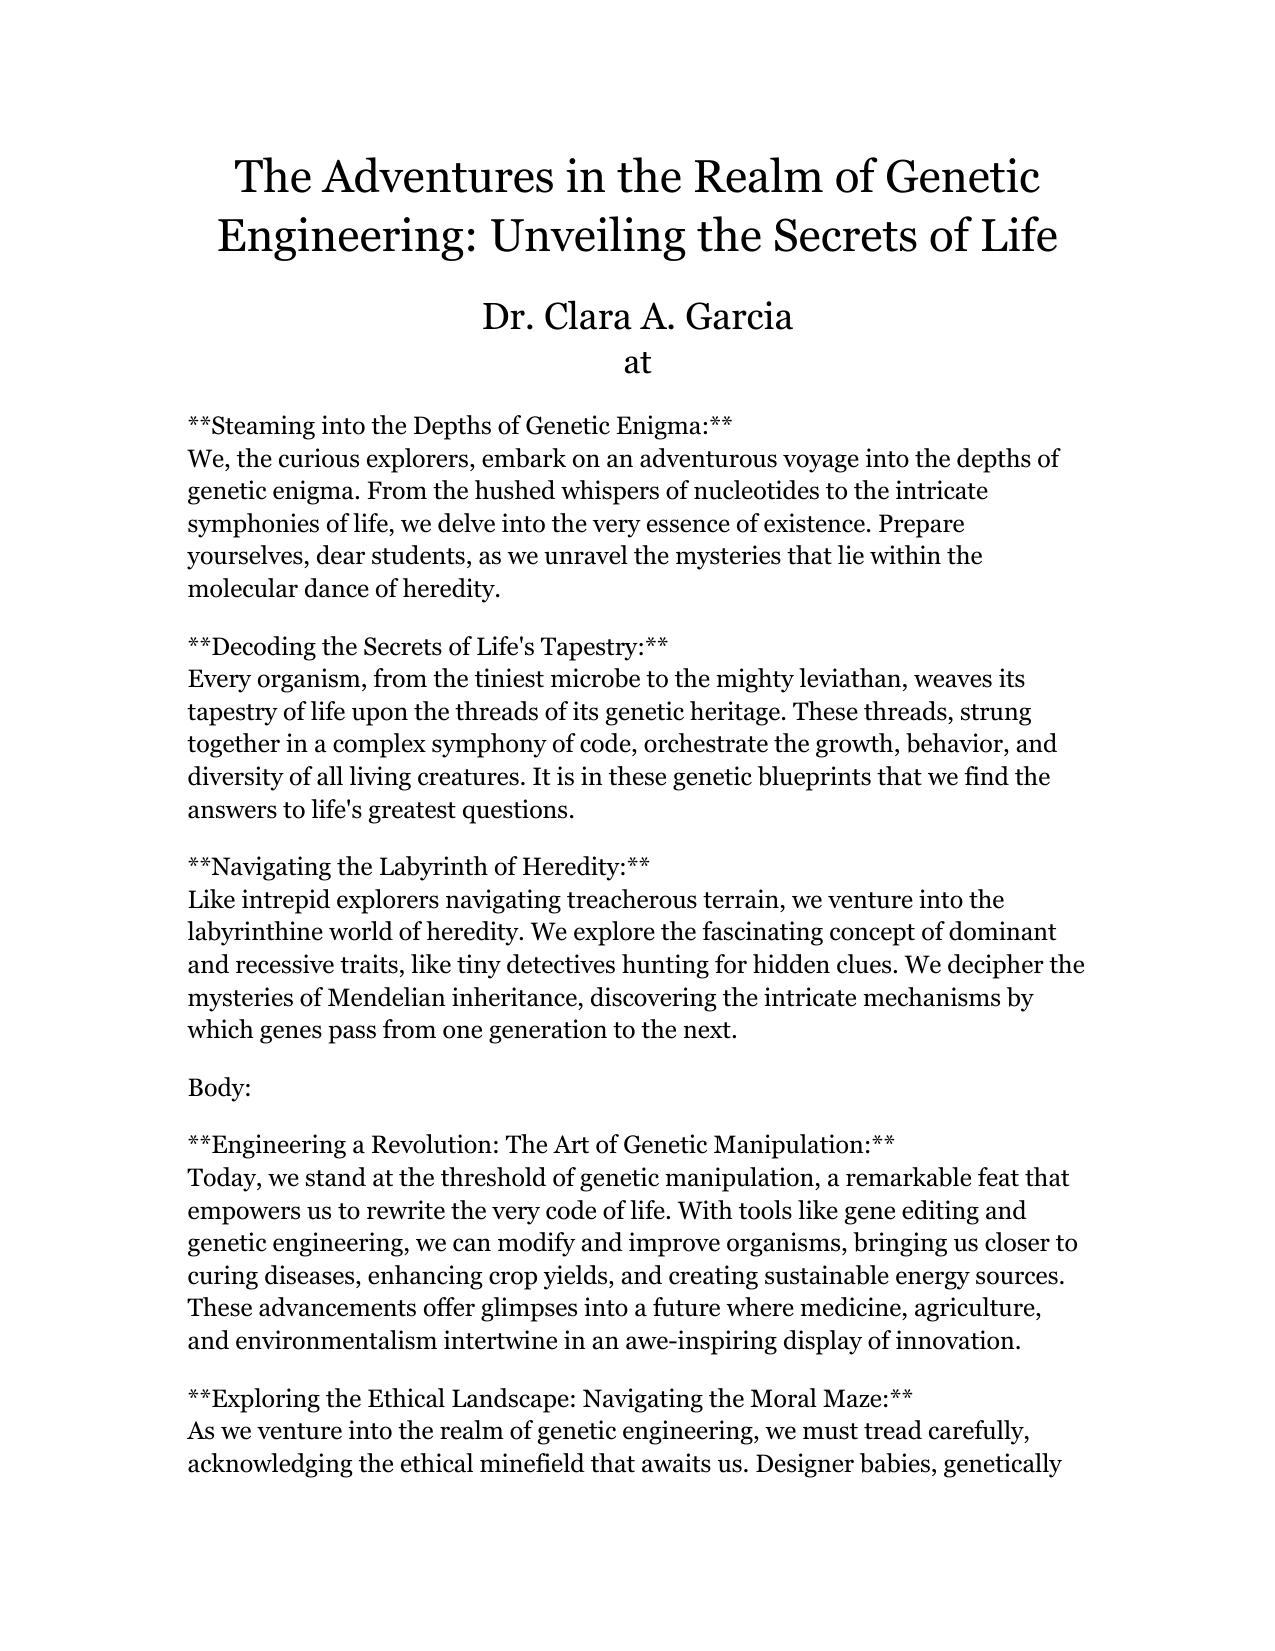 The Adventures in the Realm of Genetic
Engineering: Unveiling the Secrets of Life
Dr. Clara A. Garcia
at
**Steaming into the Depths of Genetic Enigma:**
We, the curious explorers, embark on an adventurous voyage into the depths of
genetic enigma. From the hushed whispers of nucleotides to the intricate
symphonies of life, we delve into the very essence of existence. Prepare
yourselves, dear students, as we unravel the mysteries that lie within the
molecular dance of heredity.
**Decoding the Secrets of Life's Tapestry:**
Every organism, from the tiniest microbe to the mighty leviathan, weaves its
tapestry of life upon the threads of its genetic heritage. These threads, strung
together in a complex symphony of code, orchestrate the growth, behavior, and
diversity of all living creatures. It is in these genetic blueprints that we find the
answers to life's greatest questions.
**Navigating the Labyrinth of Heredity:**
Like intrepid explorers navigating treacherous terrain, we venture into the
labyrinthine world of heredity. We explore the fascinating concept of dominant
and recessive traits, like tiny detectives hunting for hidden clues. We decipher the
mysteries of Mendelian inheritance, discovering the intricate mechanisms by
which genes pass from one generation to the next.
Body:
**Engineering a Revolution: The Art of Genetic Manipulation:**
Today, we stand at the threshold of genetic manipulation, a remarkable feat that
empowers us to rewrite the very code of life. With tools like gene editing and
genetic engineering, we can modify and improve organisms, bringing us closer to
curing diseases, enhancing crop yields, and creating sustainable energy sources.
These advancements offer glimpses into a future where medicine, agriculture,
and environmentalism intertwine in an awe-inspiring display of innovation.
**Exploring the Ethical Landscape: Navigating the Moral Maze:**
As we venture into the realm of genetic engineering, we must tread carefully,
acknowledging the ethical minefield that awaits us. Designer babies, genetically